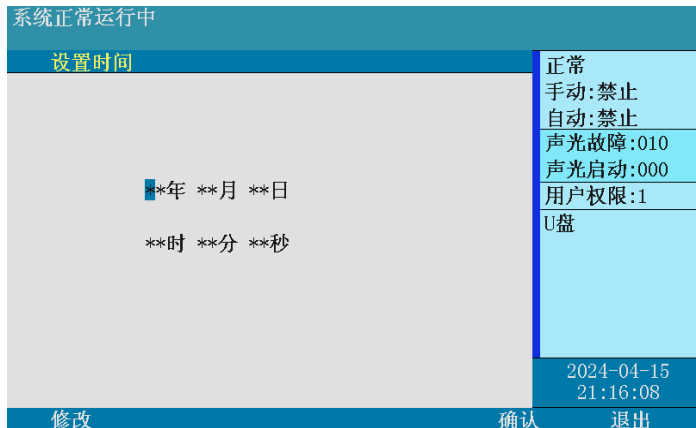 系统正常运行中
设置时间
**年 **月 **日
**时 **分 **秒
正常
手动:禁止
自动:禁止
声光故障:010
声光启动:000
用户权限:1
U盘
2024-04-15
21:16:08
修改 确认 退出